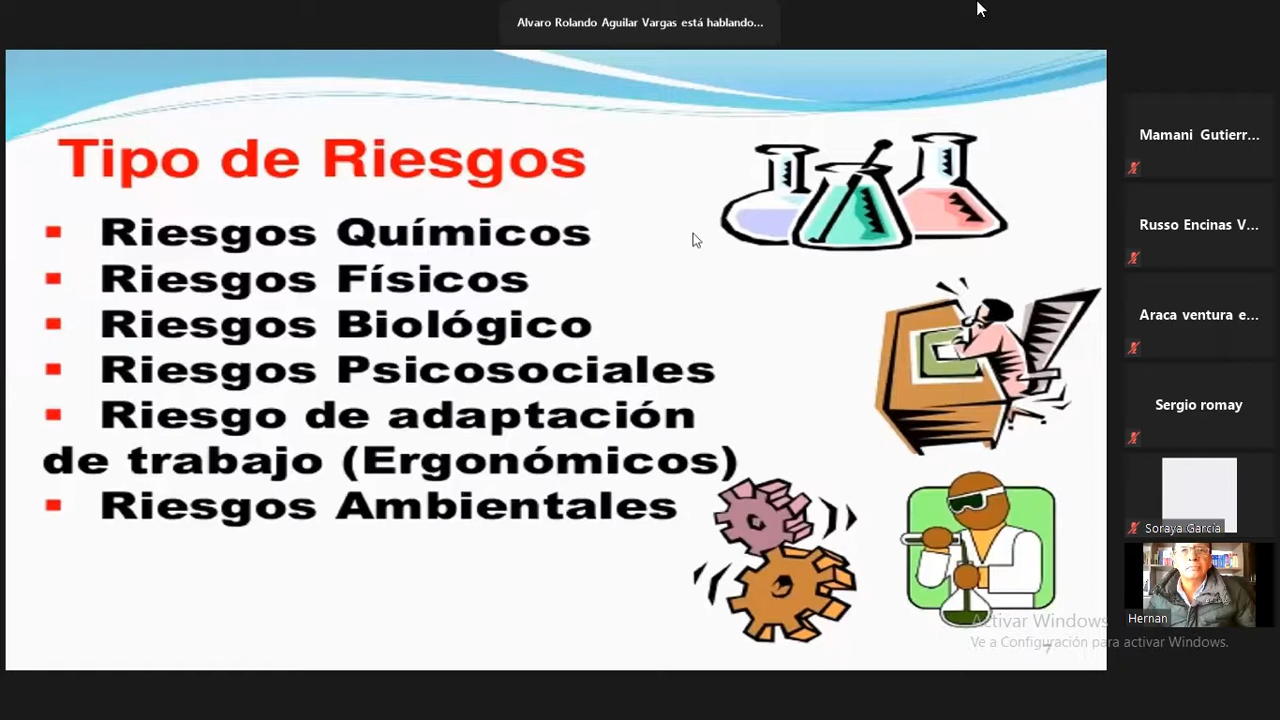 Alvaro Rolando Aguilar Vargas está hablando...
Tipo de Riesgos
▪ Riesgos Químicos
▪ Riesgos Físicos
▪ Riesgos Biológico
▪ Riesgos Psicosociales
▪ Riesgo de adaptación
de trabajo (Ergonómicos)
▪ Riesgos Ambientales
7
Mamani Gutierr...
Russo Encinas V...
Araca ventura e...
Sergio romay
Soraya Garcia
Hernan
Activar Windows
Ve a Configuración para activar Windows.